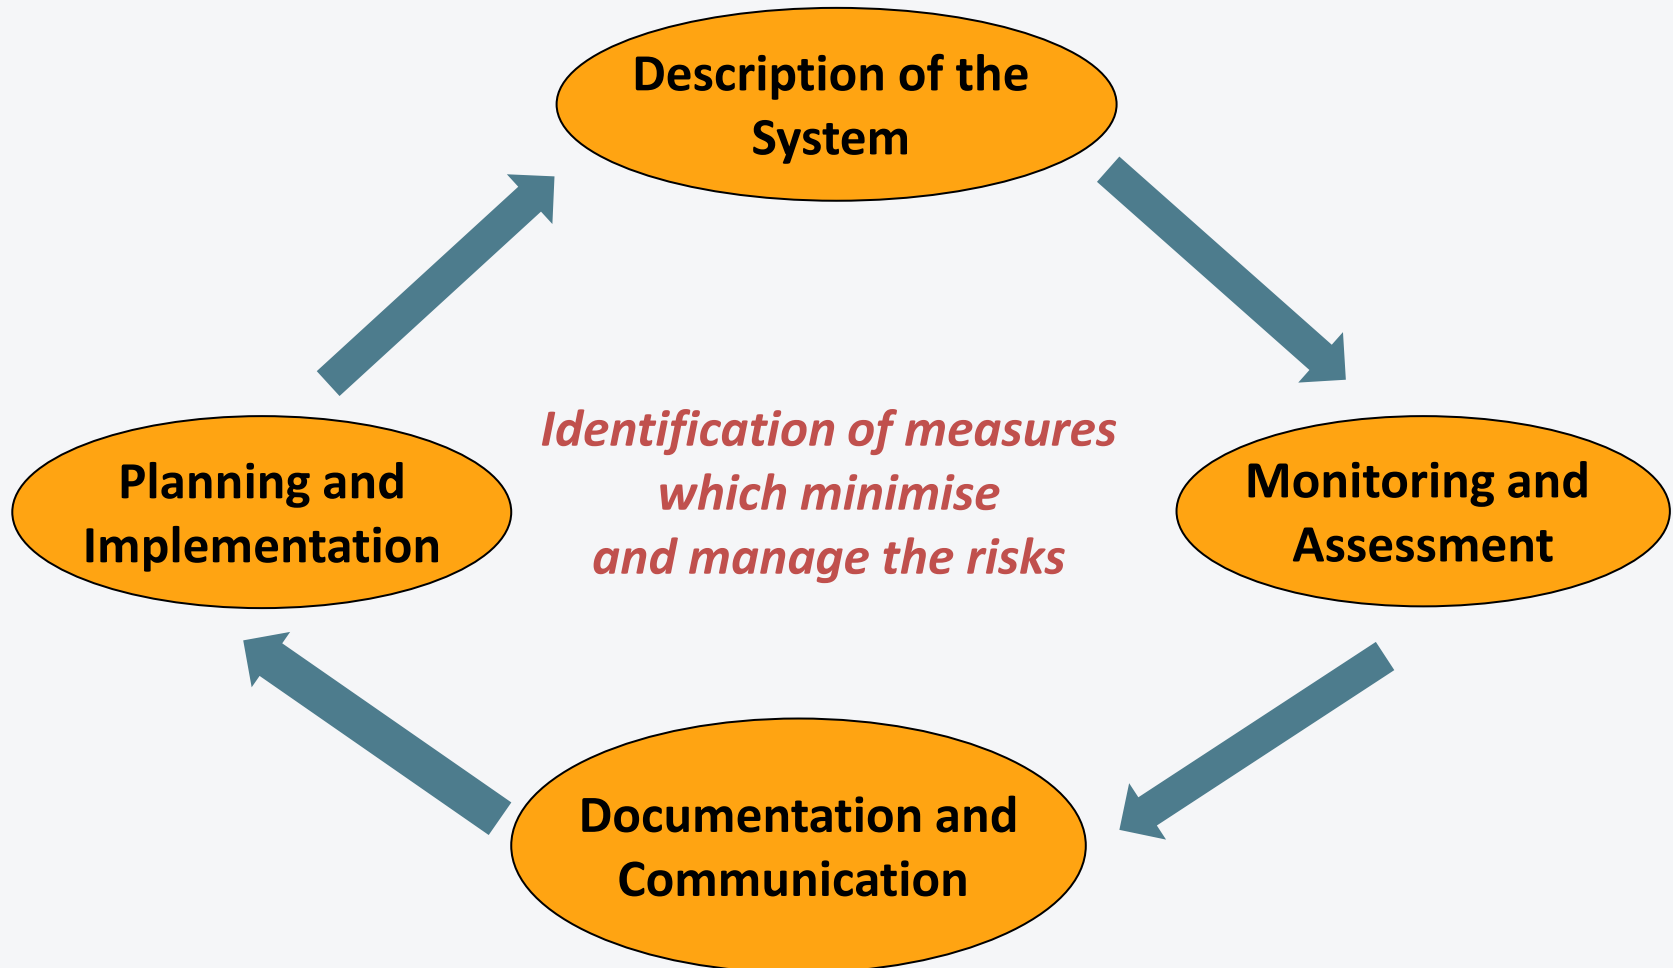 Description of the
System
Planning and
Implementation
Identification of measures
which minimise
and manage the risks
Monitoring and
Assessment
Documentation and
Communication